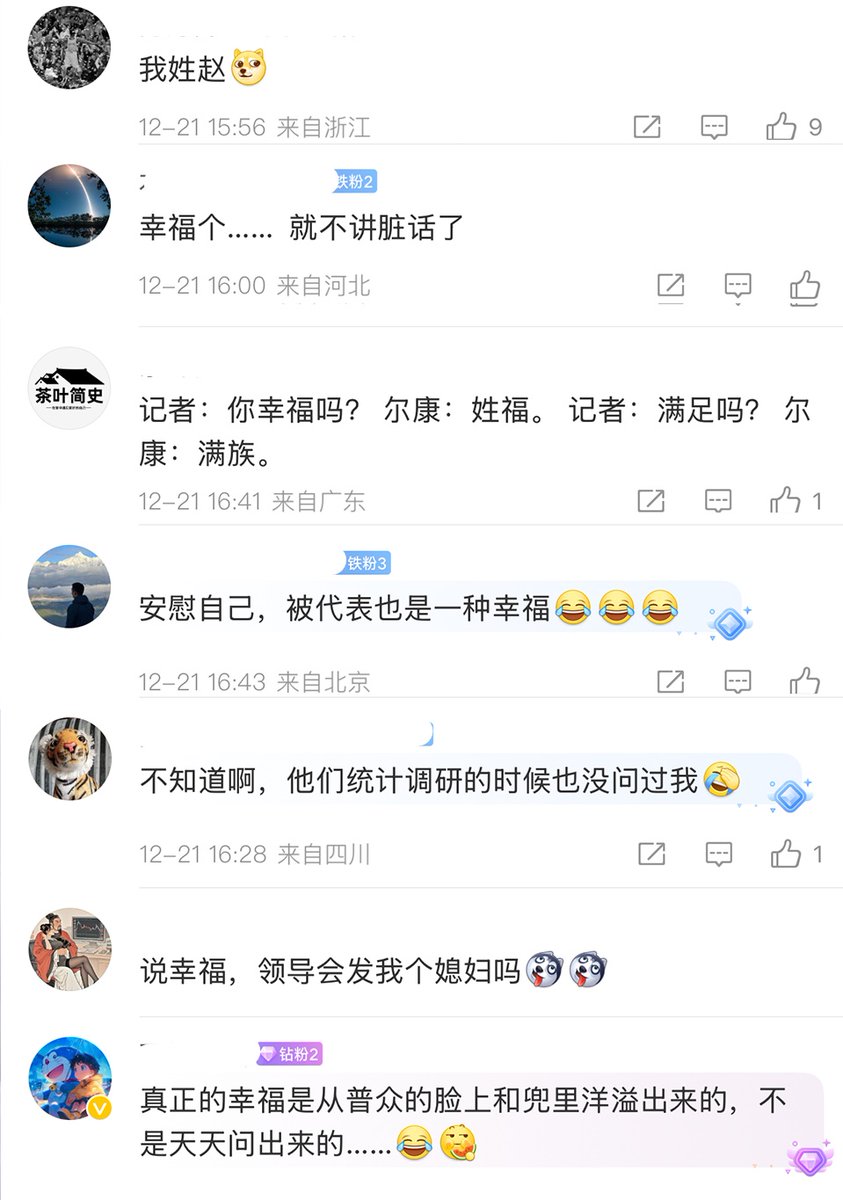 我姓赵
12-21 15:56 来自浙江
9
铁粉2
幸福个…… 就不讲脏话了
12-21 16:00 来自河北
茶叶简史
记者：你幸福吗？ 尔康：姓福。 记者：满足吗？ 尔
康：满族。
12-21 16:41 来自广东
1
铁粉3
安慰自己，被代表也是一种幸福
12-21 16:43 来自北京
不知道啊，他们统计调研的时候也没问过我
12-21 16:28 来自四川
1
说幸福，领导会发我个媳妇吗
钻粉2
真正的幸福是从普众的脸上和兜里洋溢出来的，不
是天天问出来的……